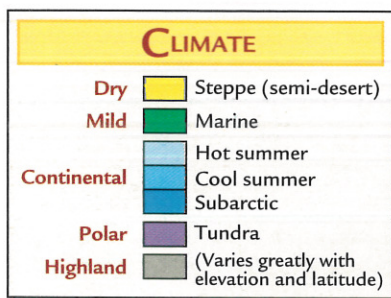 CLIMATE
Dry Steppe (semi-desert)
Mild Marine
Hot summer
Continental Cool summer
Subarctic
Polar Tundra
Highland (Varies greatly with
elevation and latitude)